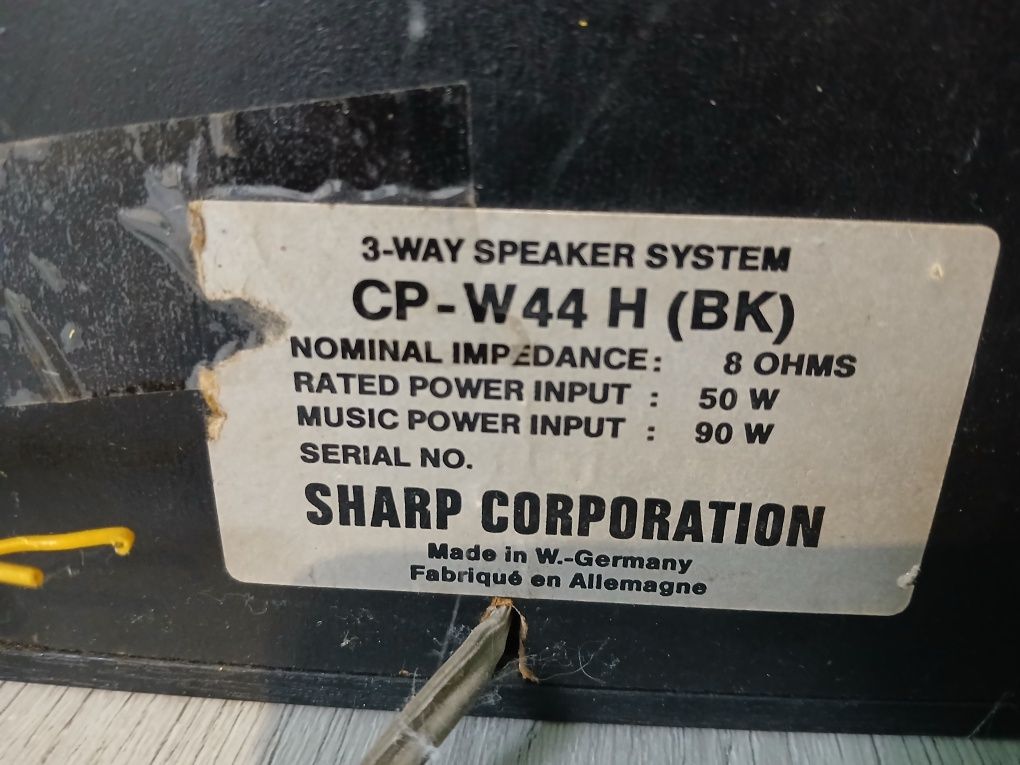 3-WAY SPEAKER SYSTEM
CP-W44 H (BK)
NOMINAL IMPEDANCE: 8 OHMS
RATED POWER INPUT : 50 W
MUSIC POWER INPUT : 90 W
SERIAL NO.
SHARP CORPORATION
Made in W.-Germany
Fabriqué en Allemagne